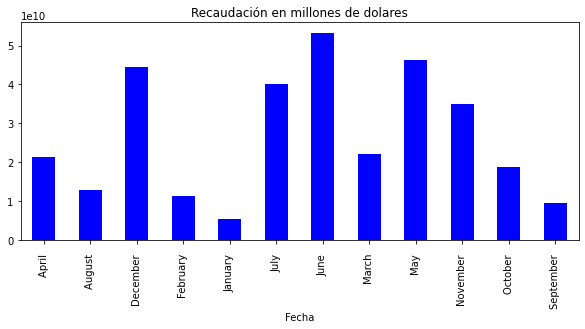 Recaudación en millones de dolares
1e10
5
4
3
2
1
0
April
August
December
February
January
July
June
March
May
November
October
September
Fecha